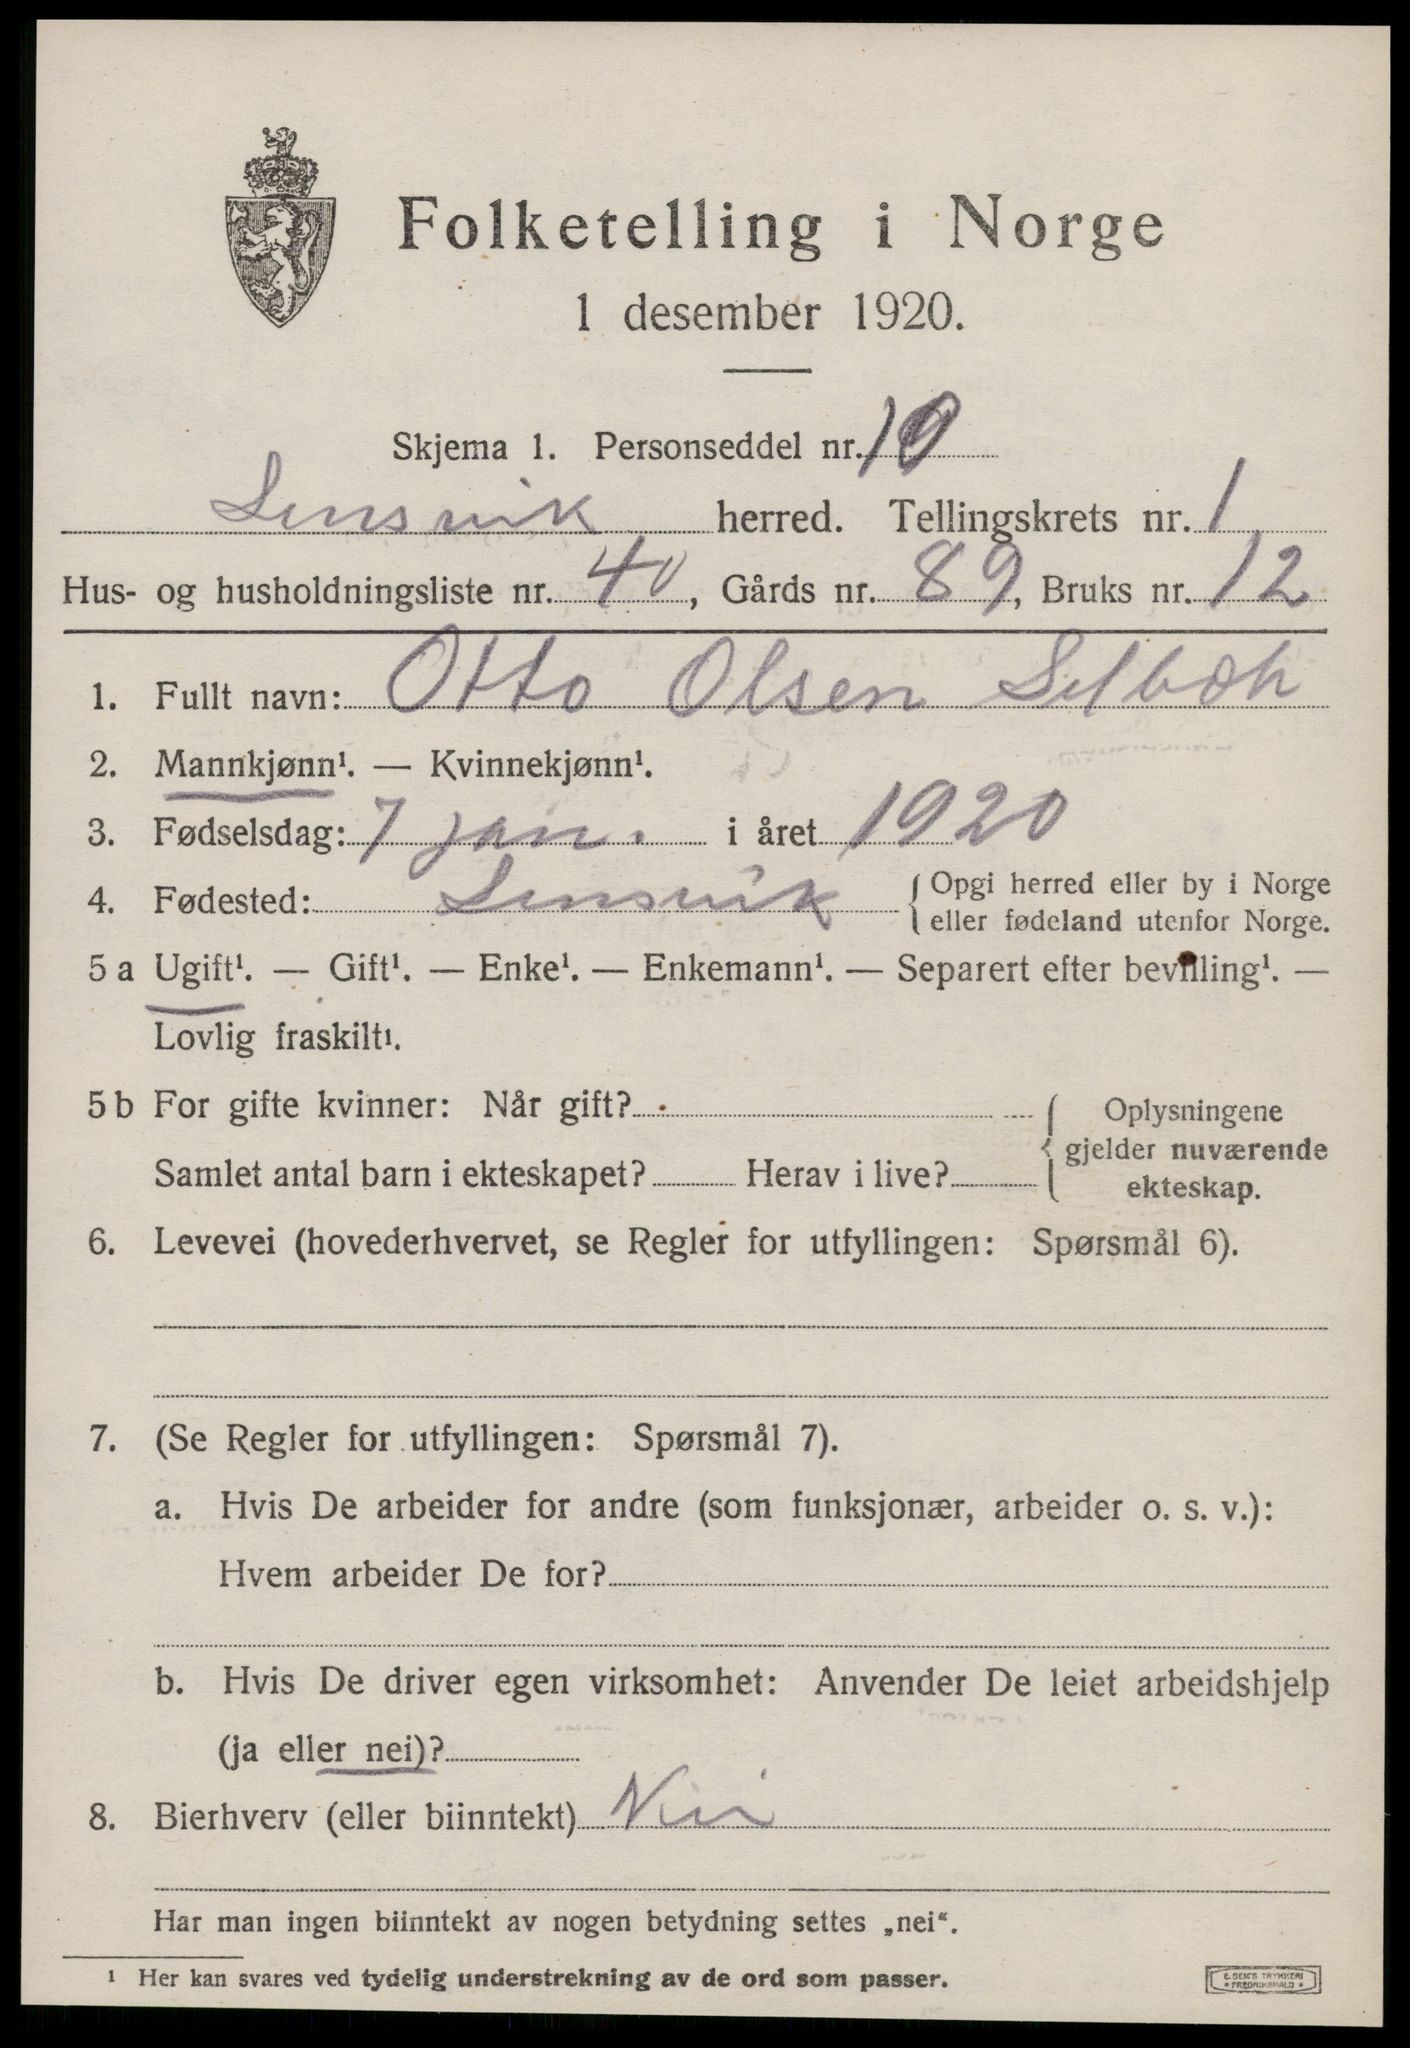 Folketelling i Norge
1 desember 1920.
Skjema 1. Personseddel nr. 10
Lensvik herred. Tellingskrets nr. 1
Hus- og husholdningsliste nr. 40, Gårds nr. 89, Bruks nr. 12
1. Fullt navn: Otto Olsen Selbæk
2. Mannkjønn¹. — Kvinnekjønn¹.
3. Fødselsdag: 7 jan. i året 1920
4. Fødested: Lensvik { Opgi herred eller by i Norge
eller fødeland utenfor Norge.
5 a Ugift¹. — Gift¹. — Enke¹. — Enkemann¹. — Separert efter bevilling¹. —
Lovlig fraskilt¹.
5 b For gifte kvinner: Når gift? { Oplysningene
gjelder nuværende
Samlet antal barn i ekteskapet? Herav i live? ekteskap.
6. Levevei (hovederhvervet, se Regler for utfyllingen: Spørsmål 6).
7. (Se Regler for utfyllingen: Spørsmål 7).
a. Hvis De arbeider for andre (som funksjonær, arbeider o. s. v.):
Hvem arbeider De for?
b. Hvis De driver egen virksomhet: Anvender De leiet arbeidshjelp
(ja eller nei)?
8. Bierhverv (eller biinntekt) Nei
Har man ingen biinntekt av nogen betydning settes „nei“.
¹ Her kan svares ved tydelig understrekning av de ord som passer.
E. SEM'S TRYKKERI
• FREDRIKSHALD •